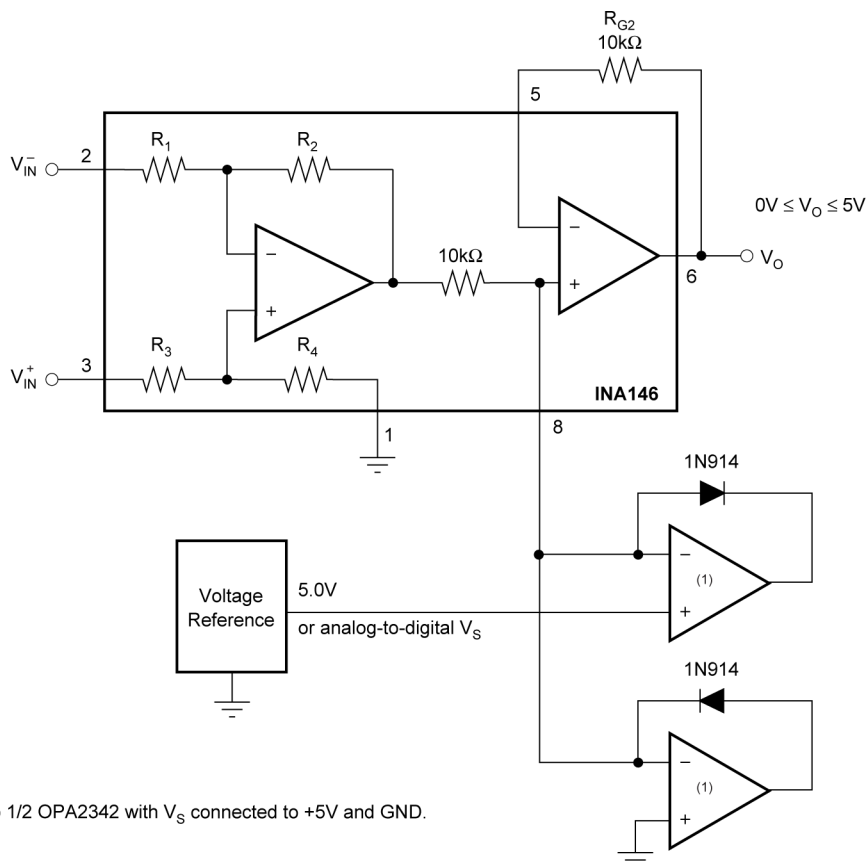 R_G2
10kΩ
5
R_1
R_2
V_IN^-
2
0V ≤ V_O ≤ 5V
10kΩ
−
+
−
+
6
V_O
R_3
R_4
V_IN^+
3
INA146
1
8
1N914
Voltage
Reference
5.0V
or analog-to-digital V_S
−
(1)
+
1N914
−
(1)
+
1/2 OPA2342 with V_S connected to +5V and GND.